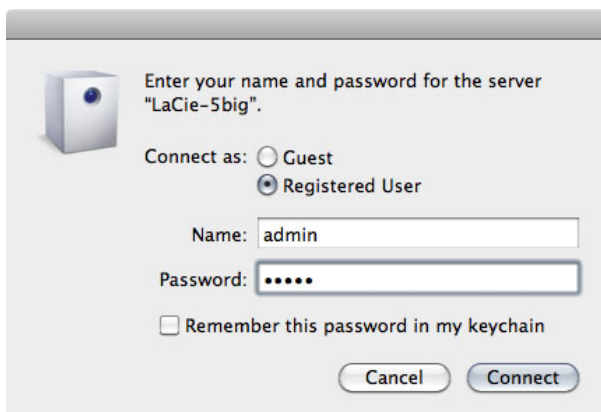 Enter your name and password for the server
“LaCie-5big”.
Connect as: Guest
Registered User
Name: admin
Password: •••••
Remember this password in my keychain
Cancel Connect